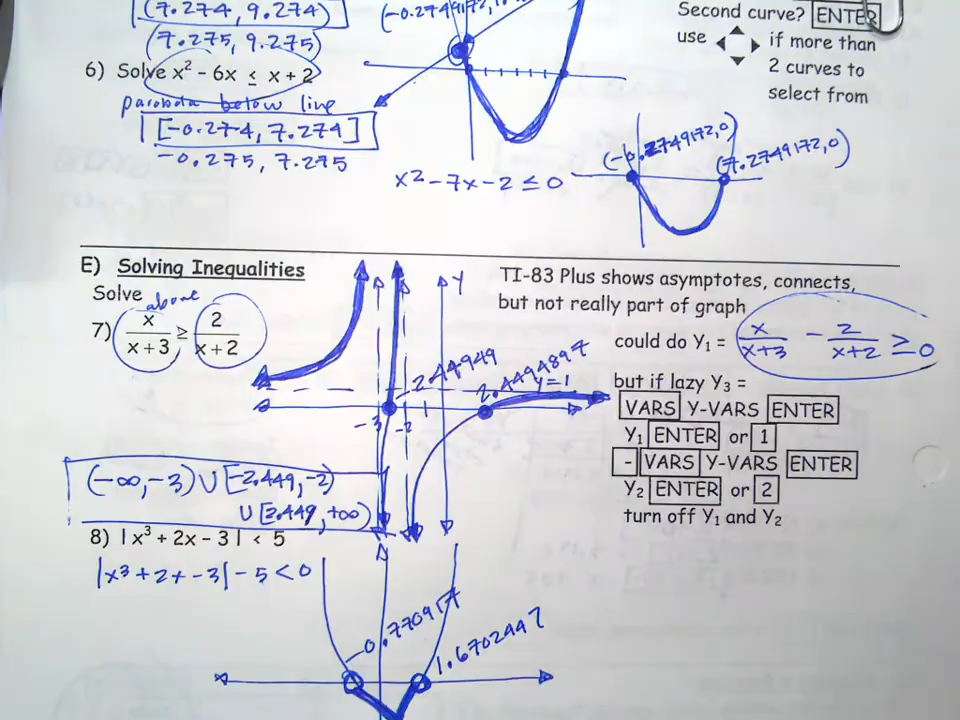 (7.274, 9.274)
(7.275, 9.275)
6) Solve x² - 6x ≤ x + 2
parabola below line
[-0.274, 7.274]
-0.275, 7.275
x² - 7x - 2 ≤ 0
(-0.2749172,0)
(7.2749172,0)
Second curve? ENTER
use if more than
2 curves to
select from
E) Solving Inequalities
Solve
above
7) x/(x+3) ≥ 2/(x+2)
Y
-2.44949
2.4494897
y=1
-3
-2
1
(-∞,-3) ∪ [-2.449,-2)
∪ [2.449,+∞)
TI-83 Plus shows asymptotes, connects,
but not really part of graph
could do Y₁ = x/(x+3) - 2/(x+2) ≥ 0
but if lazy Y₃ =
VARS Y-VARS ENTER
Y₁ ENTER or 1
- VARS Y-VARS ENTER
Y₂ ENTER or 2
turn off Y₁ and Y₂
8) |x³ + 2x - 3| < 5
|x³ + 2x - 3| - 5 < 0
-0.770917
1.6702447